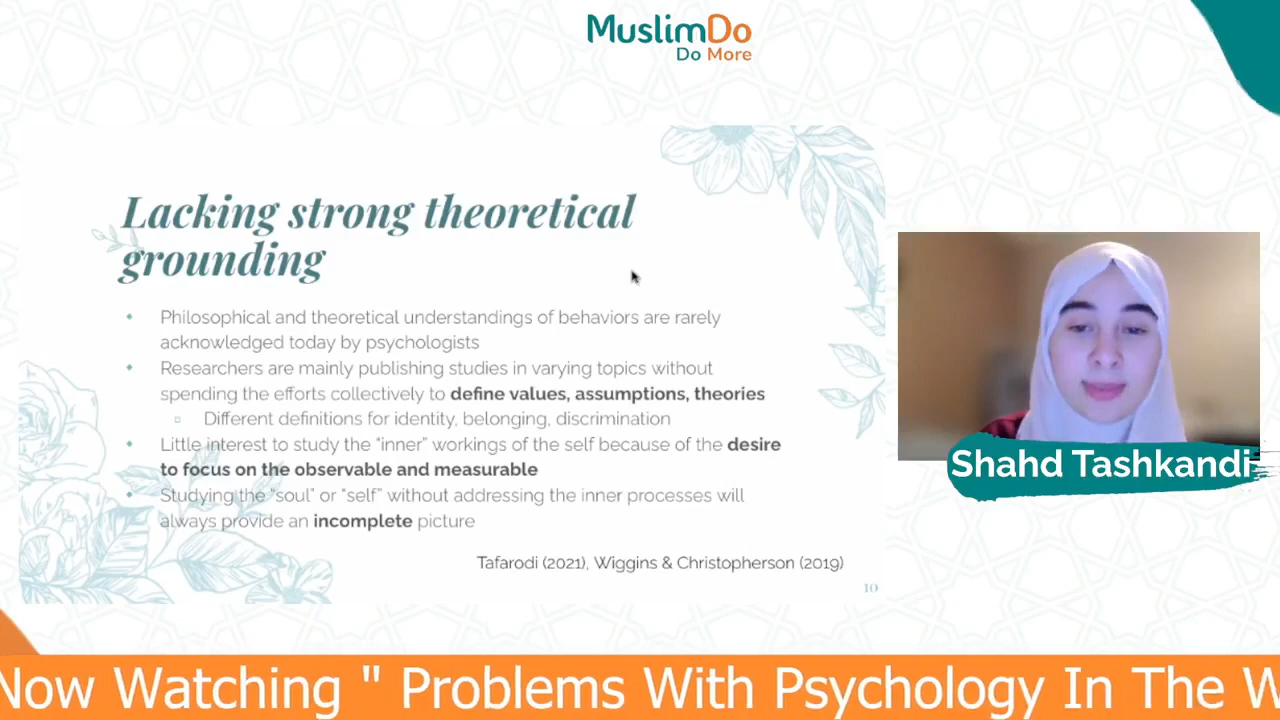 MuslimDo
Do More
Lacking strong theoretical
grounding
Philosophical and theoretical understandings of behaviors are rarely
acknowledged today by psychologists
Researchers are mainly publishing studies in varying topics without
spending the efforts collectively to define values, assumptions, theories
Different definitions for identity, belonging, discrimination
Little interest to study the "inner" workings of the self because of the desire
to focus on the observable and measurable
Studying the "soul" or "self" without addressing the inner processes will
always provide an incomplete picture
Tafarodi (2021), Wiggins & Christopherson (2019)
10
Shahd Tashkandi
Now Watching " Problems With Psychology In The W